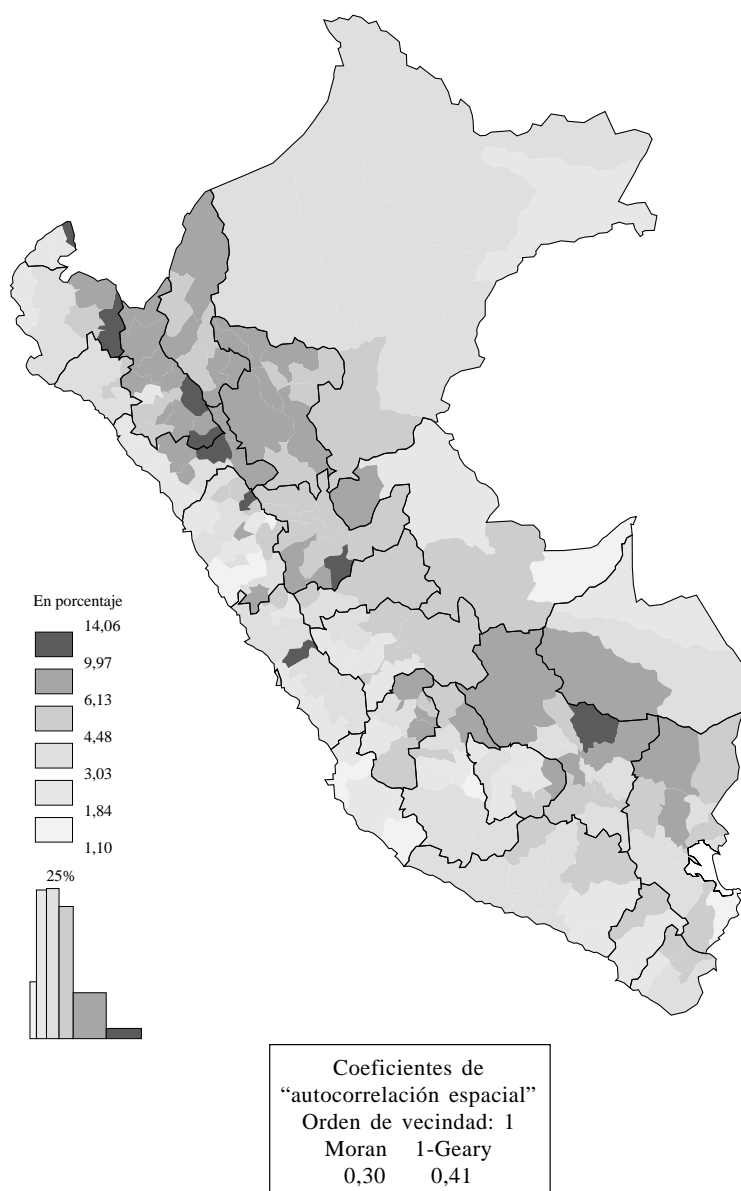 En porcentaje
14,06
9,97
6,13
4,48
3,03
1,84
1,10
25%
Coeficientes de
“autocorrelación espacial”
Orden de vecindad: 1
Moran 1-Geary
0,30 0,41